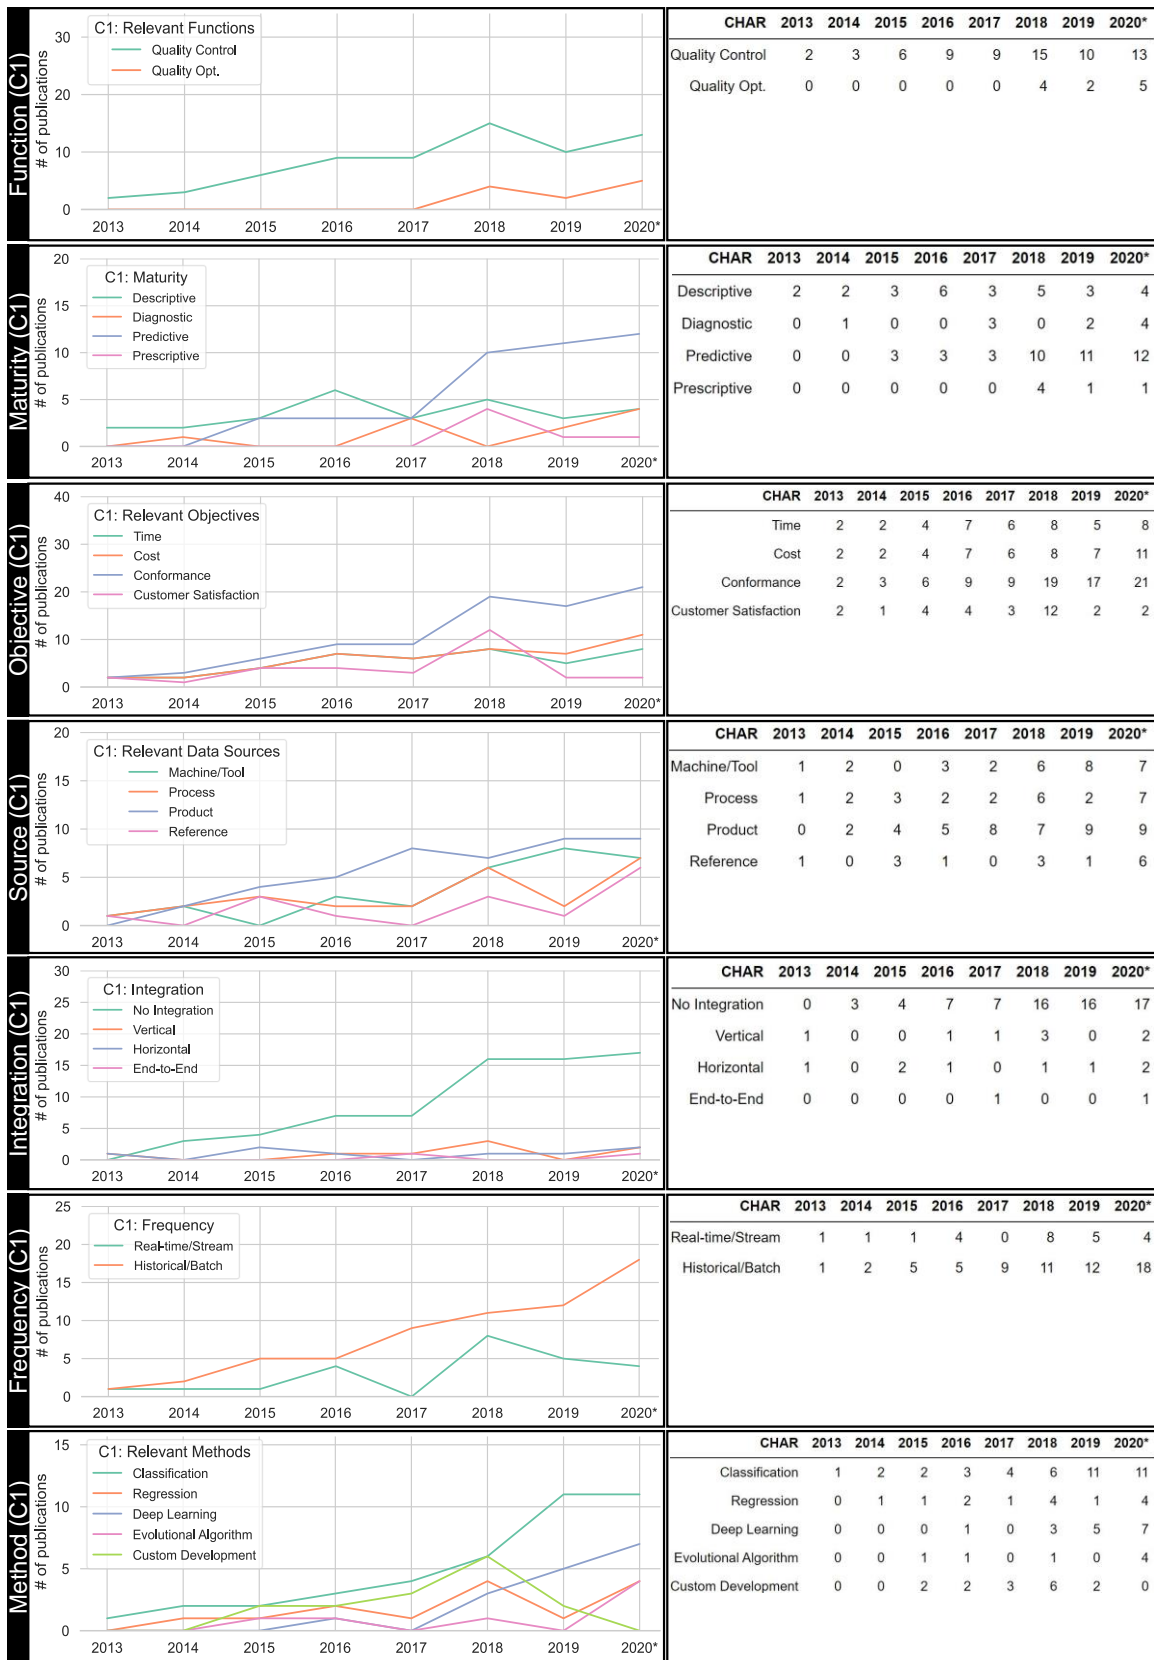 Function (C1)
# of publications
C1: Relevant Functions
Quality Control
Quality Opt.
30
20
10
0
2013 2014 2015 2016 2017 2018 2019 2020*
CHAR 2013 2014 2015 2016 2017 2018 2019 2020*
Quality Control 2 3 6 9 9 15 10 13
Quality Opt. 0 0 0 0 0 4 2 5
Maturity (C1)
# of publications
C1: Maturity
Descriptive
Diagnostic
Predictive
Prescriptive
20
15
10
5
0
2013 2014 2015 2016 2017 2018 2019 2020*
CHAR 2013 2014 2015 2016 2017 2018 2019 2020*
Descriptive 2 2 3 6 3 5 3 4
Diagnostic 0 1 0 0 3 0 2 4
Predictive 0 0 3 3 3 10 11 12
Prescriptive 0 0 0 0 0 4 1 1
Objective (C1)
# of publications
C1: Relevant Objectives
Time
Cost
Conformance
Customer Satisfaction
40
30
20
10
0
2013 2014 2015 2016 2017 2018 2019 2020*
CHAR 2013 2014 2015 2016 2017 2018 2019 2020*
Time 2 2 4 7 6 8 5 8
Cost 2 2 4 7 6 8 7 11
Conformance 2 3 6 9 9 19 17 21
Customer Satisfaction 2 1 4 4 3 12 2 2
Source (C1)
# of publications
C1: Relevant Data Sources
Machine/Tool
Process
Product
Reference
20
15
10
5
0
2013 2014 2015 2016 2017 2018 2019 2020*
CHAR 2013 2014 2015 2016 2017 2018 2019 2020*
Machine/Tool 1 2 0 3 2 6 8 7
Process 1 2 3 2 2 6 2 7
Product 0 2 4 5 8 7 9 9
Reference 1 0 3 1 0 3 1 6
Integration (C1)
# of publications
C1: Integration
No Integration
Vertical
Horizontal
End-to-End
30
25
20
15
10
5
0
2013 2014 2015 2016 2017 2018 2019 2020*
CHAR 2013 2014 2015 2016 2017 2018 2019 2020*
No Integration 0 3 4 7 7 16 16 17
Vertical 1 0 0 1 1 3 0 2
Horizontal 1 0 2 1 0 1 1 2
End-to-End 0 0 0 0 1 0 0 1
Frequency (C1)
# of publications
C1: Frequency
Real-time/Stream
Historical/Batch
25
20
15
10
5
0
2013 2014 2015 2016 2017 2018 2019 2020*
CHAR 2013 2014 2015 2016 2017 2018 2019 2020*
Real-time/Stream 1 1 1 4 0 8 5 4
Historical/Batch 1 2 5 5 9 11 12 18
Method (C1)
# of publications
C1: Relevant Methods
Classification
Regression
Deep Learning
Evolutional Algorithm
Custom Development
15
10
5
0
2013 2014 2015 2016 2017 2018 2019 2020*
CHAR 2013 2014 2015 2016 2017 2018 2019 2020*
Classification 1 2 2 3 4 6 11 11
Regression 0 1 1 2 1 4 1 4
Deep Learning 0 0 0 1 0 3 5 7
Evolutional Algorithm 0 0 1 1 0 1 0 4
Custom Development 0 0 2 2 3 6 2 0